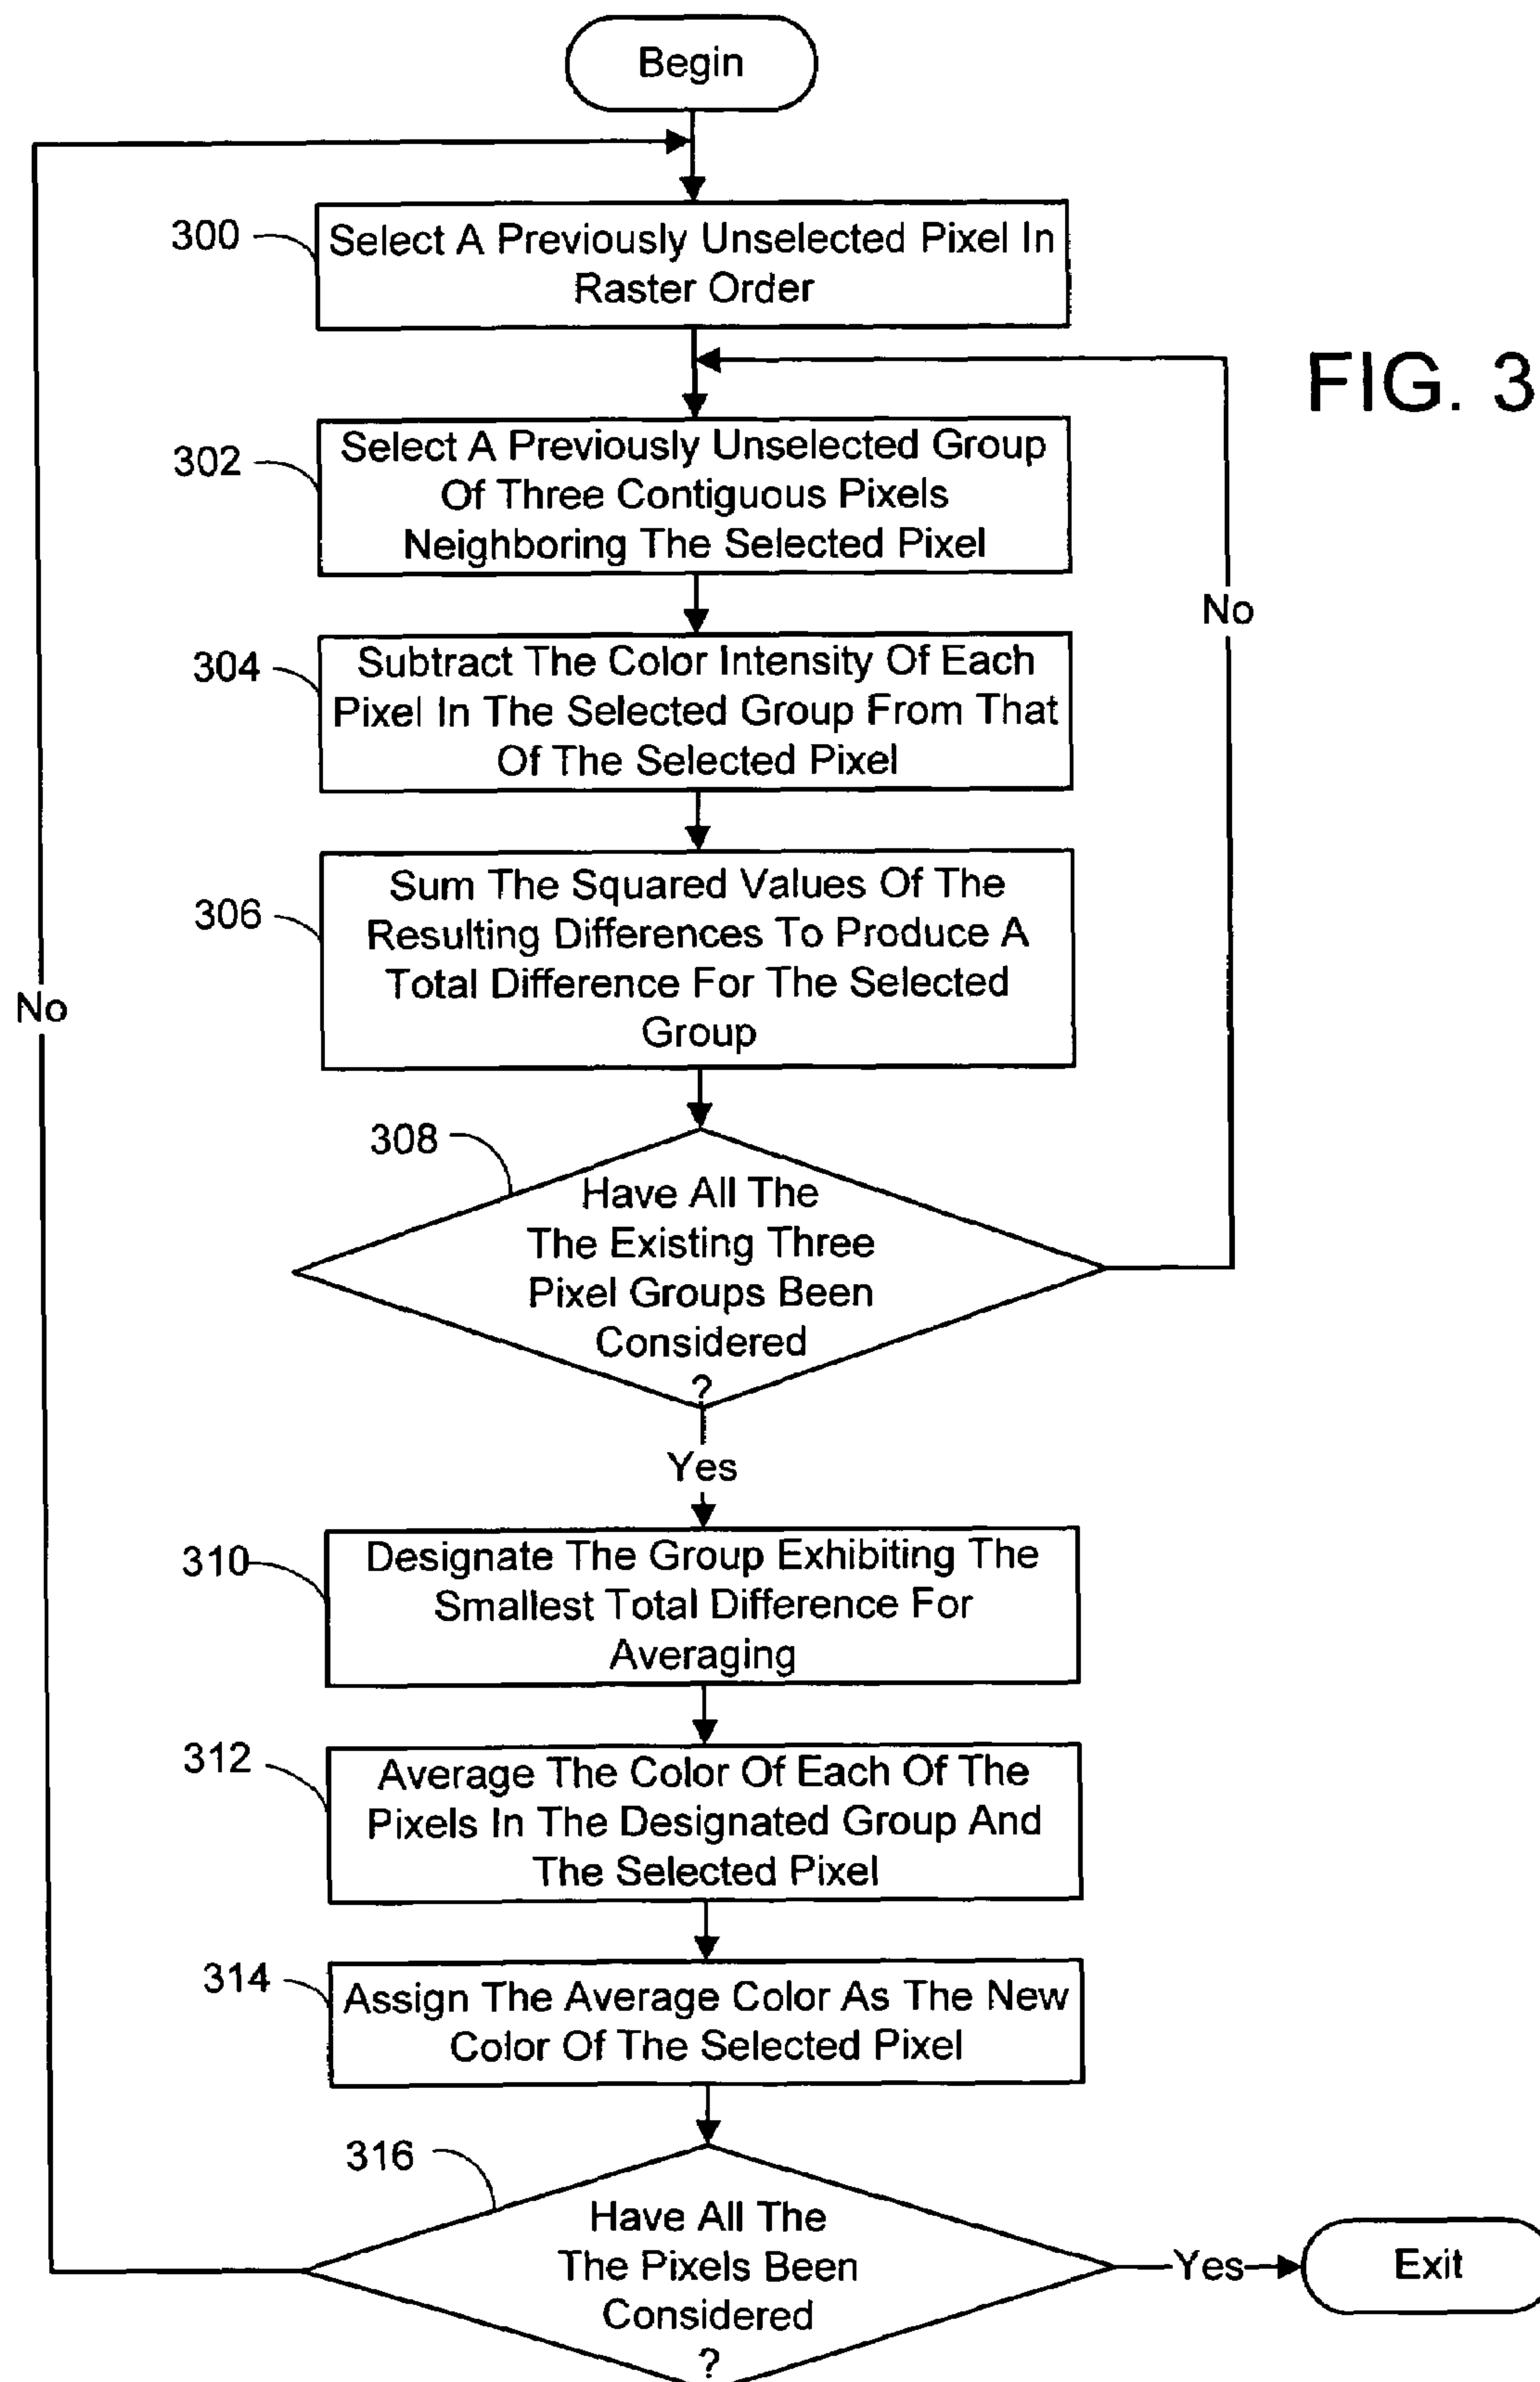 Begin
300
Select A Previously Unselected Pixel In
Raster Order
FIG. 3
302
Select A Previously Unselected Group
Of Three Contiguous Pixels
Neighboring The Selected Pixel
No
304
Subtract The Color Intensity Of Each
Pixel In The Selected Group From That
Of The Selected Pixel
306
Sum The Squared Values Of The
Resulting Differences To Produce A
Total Difference For The Selected
Group
No
308
Have All The
The Existing Three
Pixel Groups Been
Considered
?
Yes
310
Designate The Group Exhibiting The
Smallest Total Difference For
Averaging
312
Average The Color Of Each Of The
Pixels In The Designated Group And
The Selected Pixel
314
Assign The Average Color As The New
Color Of The Selected Pixel
316
Have All The
The Pixels Been
Considered
?
Yes
Exit